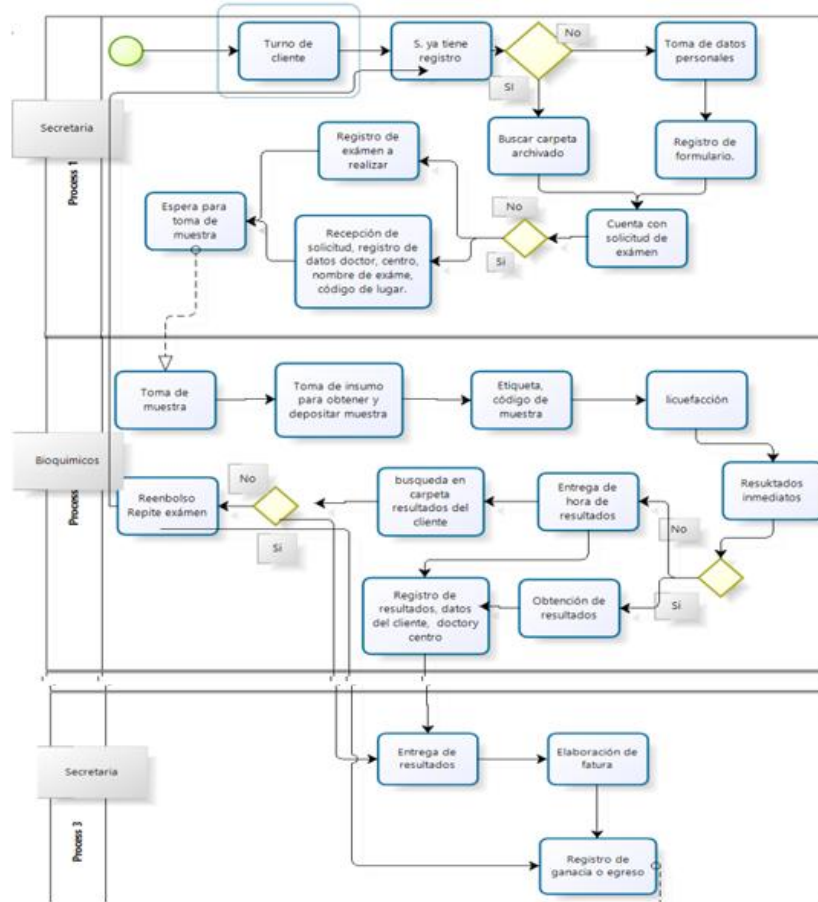 Turno de
cliente
S. ya tiene
registro
No
Toma de datos
personales
SI
Secretaria
Process 1
Registro de
exámen a
realizar
Buscar carpeta
archivado
Registro de
formulario.
Espera para
toma de
muestra
Recepción de
solicitud, registro de
datos doctor, centro,
nombre de exáme,
código de lugar.
No
Si
Cuenta con
solicitud de
exámen
Toma de
muestra
Toma de insumo
para obtener y
depositar muestra
Etiqueta,
código de
muestra
licuefacción
Bioquimicos
Process
Reenbolso
Repite exámen
No
Si
busqueda en
carpeta
resultados del
cliente
Entrega de
hora de
resultados
No
Resuktados
inmediatos
Registro de
resultados, datos
del cliente, doctory
centro
Obtención de
resultados
Si
Secretaria
Process 3
Entrega de
resultados
Elaboración de
fatura
Registro de
ganacia o egreso